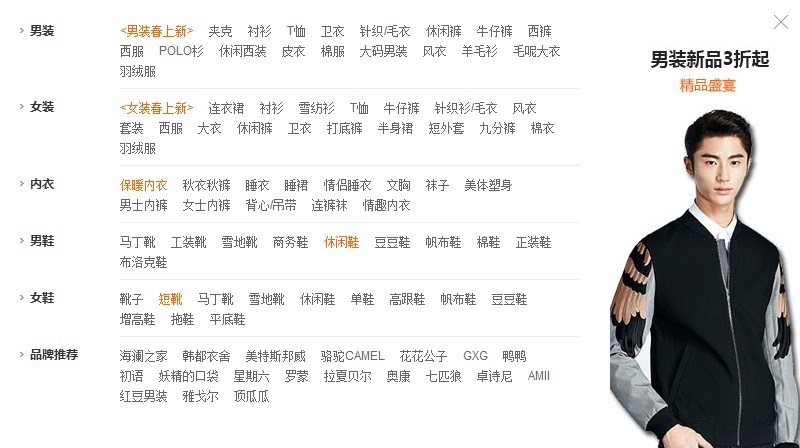 男装
<男装春上新> 夹克 衬衫 T恤 卫衣 针织/毛衣 休闲裤 牛仔裤 西裤
西服 POLO衫 休闲西装 皮衣 棉服 大码男装 风衣 羊毛衫 毛呢大衣
羽绒服
女装
<女装春上新> 连衣裙 衬衫 雪纺衫 T恤 牛仔裤 针织衫/毛衣 风衣
套装 西服 大衣 休闲裤 卫衣 打底裤 半身裙 短外套 九分裤 棉衣
羽绒服
内衣
保暖内衣 秋衣秋裤 睡衣 睡裙 情侣睡衣 文胸 袜子 美体塑身
男士内裤 女士内裤 背心/吊带 连裤袜 情趣内衣
男鞋
马丁靴 工装靴 雪地靴 商务鞋 休闲鞋 豆豆鞋 帆布鞋 棉鞋 正装鞋
布洛克鞋
女鞋
靴子 短靴 马丁靴 雪地靴 休闲鞋 单鞋 高跟鞋 帆布鞋 豆豆鞋
增高鞋 拖鞋 平底鞋
品牌推荐
海澜之家 韩都衣舍 美特斯邦威 骆驼CAMEL 花花公子 GXG 鸭鸭
初语 妖精的口袋 星期六 罗蒙 拉夏贝尔 奥康 七匹狼 卓诗尼 AMII
红豆男装 雅戈尔 顶瓜瓜
男装新品3折起
精品盛宴